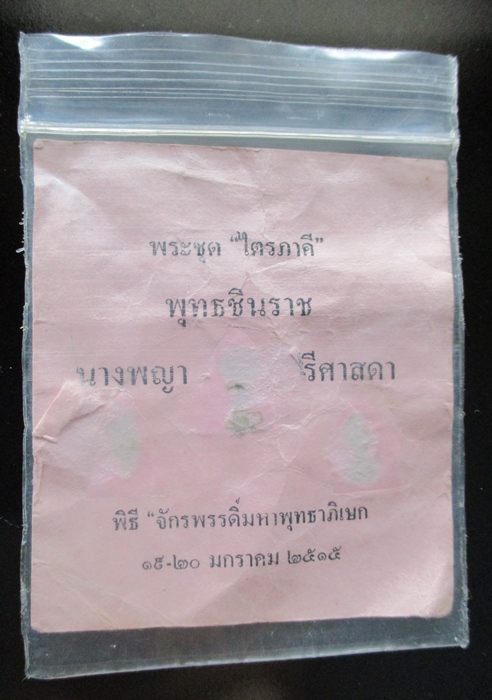 พระชุด "ไตรภาคี"
พุทธชินราช
นางพญา รีศาสดา
พิธี "จักรพรรดิ์มหาพุทธาภิเษก
๑๙-๒๐ มกราคม ๒๕๑๕